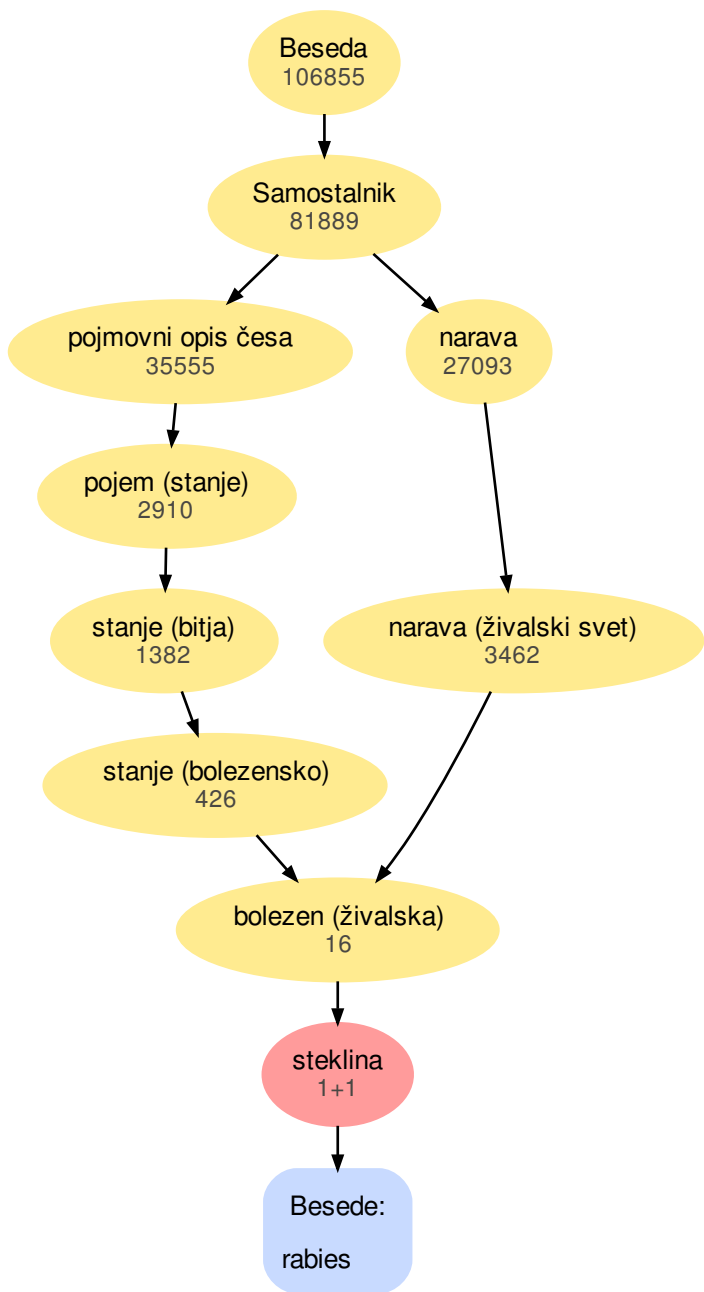 Beseda
106855
Samostalnik
81889
pojmovni opis česa
35555
narava
27093
pojem (stanje)
2910
stanje (bitja)
1382
narava (živalski svet)
3462
stanje (bolezensko)
426
bolezen (živalska)
16
steklina
1+1
Besede:
rabies